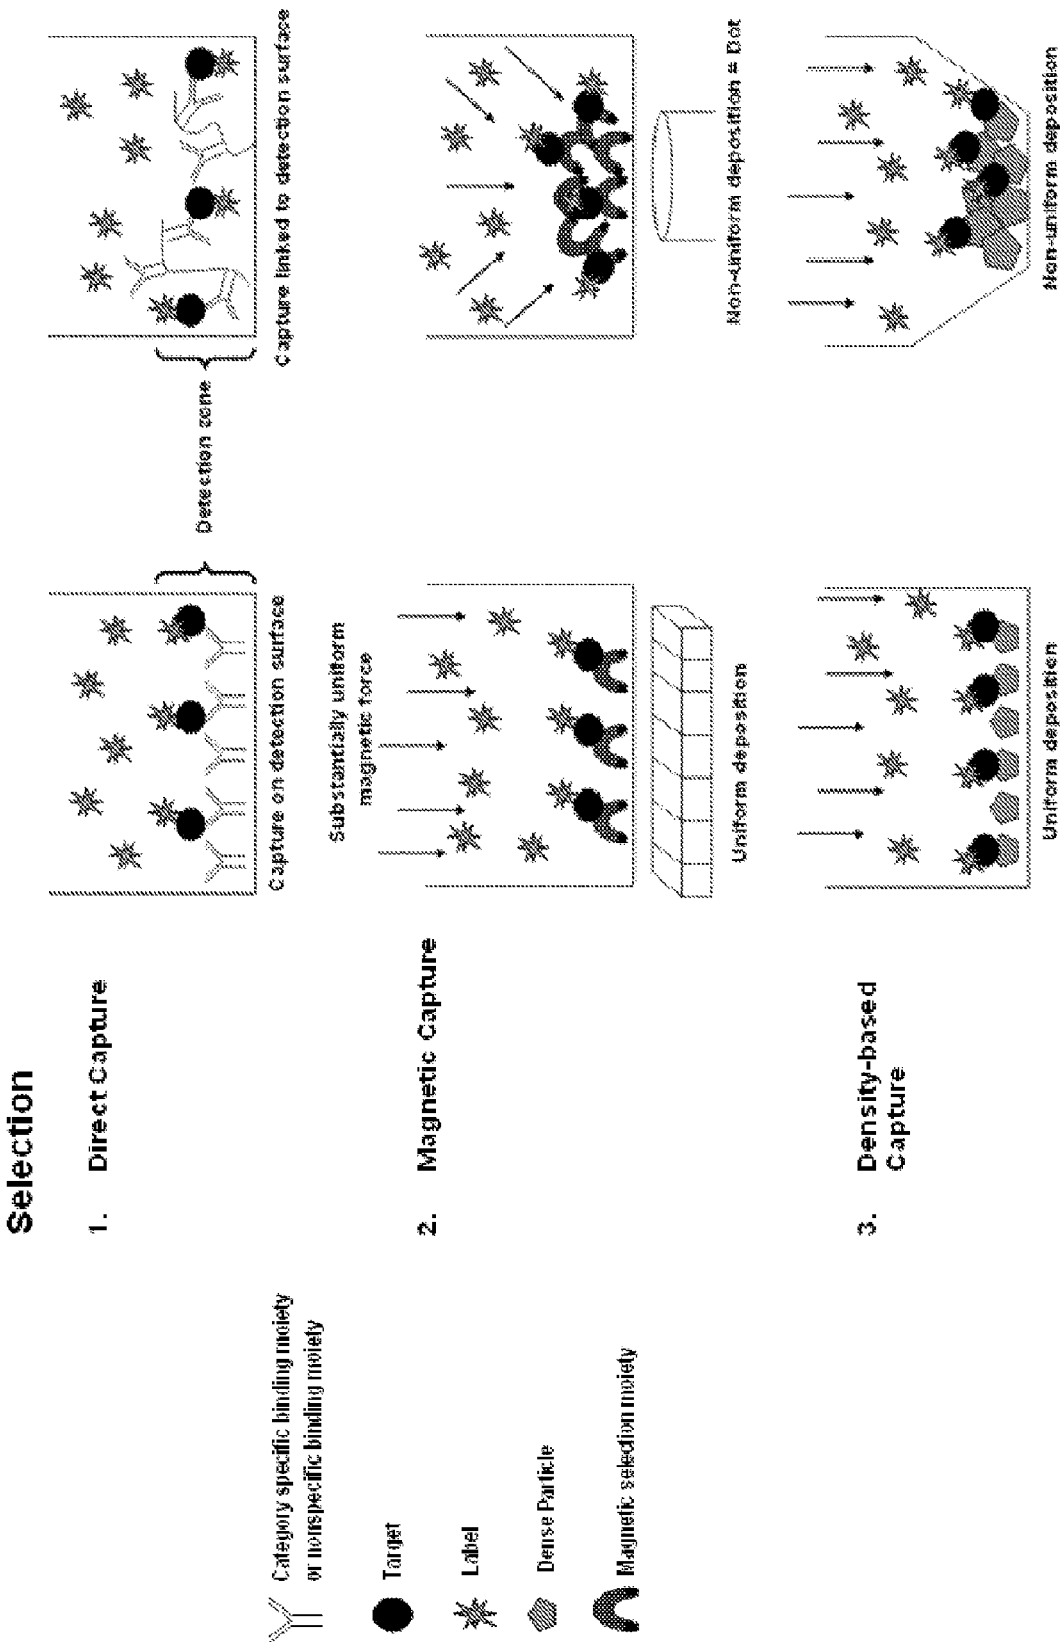 Selection
1. Direct Capture
Capture on detection surface
Detection zone
Capture linked to detection surface
2. Magnetic Capture
Substantially uniform
magnetic force
Uniform deposition
Non-uniform deposition = Dot
3. Density-based
Capture
Uniform deposition
Non-uniform deposition
Category specific binding moiety
or nonspecific binding moiety
Target
Label
Dense Particle
Magnetic selection moiety